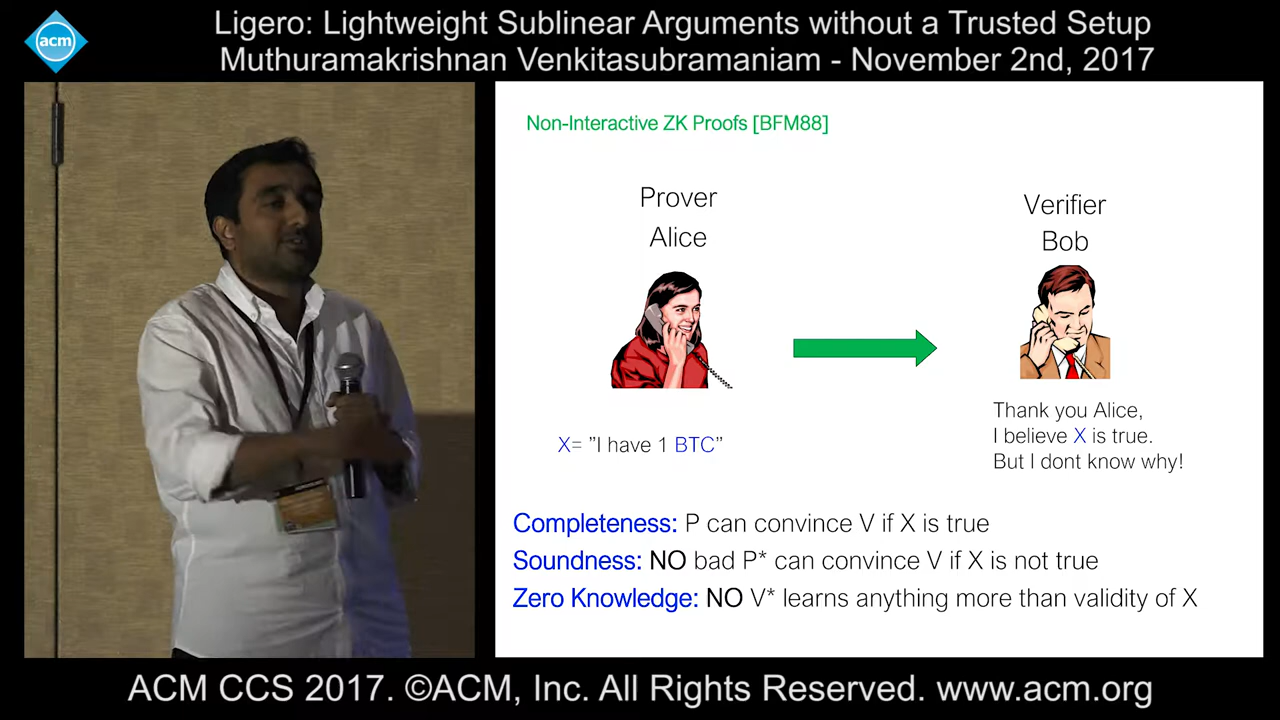 acm
Ligero: Lightweight Sublinear Arguments without a Trusted Setup
Muthuramakrishnan Venkitasubramaniam - November 2nd, 2017
Non-Interactive ZK Proofs [BFM88]
Prover
Alice
Verifier
Bob
X= ”I have 1 BTC”
Thank you Alice,
I believe X is true.
But I dont know why!
Completeness: P can convince V if X is true
Soundness: NO bad P* can convince V if X is not true
Zero Knowledge: NO V* learns anything more than validity of X
ACM CCS 2017. ©ACM, Inc. All Rights Reserved. www.acm.org